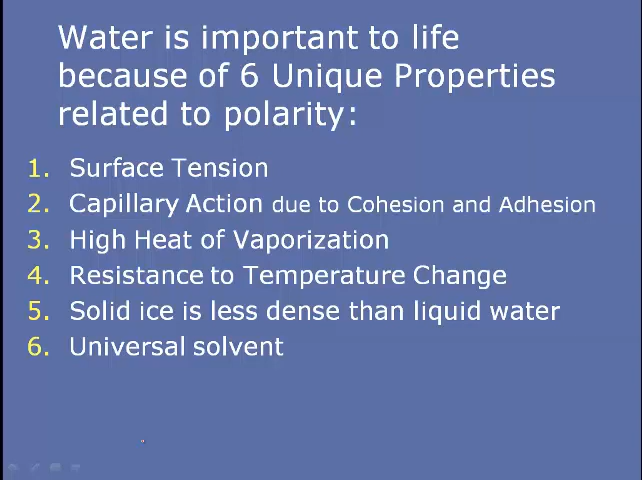 Water is important to life
because of 6 Unique Properties
related to polarity:
1. Surface Tension
2. Capillary Action due to Cohesion and Adhesion
3. High Heat of Vaporization
4. Resistance to Temperature Change
5. Solid ice is less dense than liquid water
6. Universal solvent